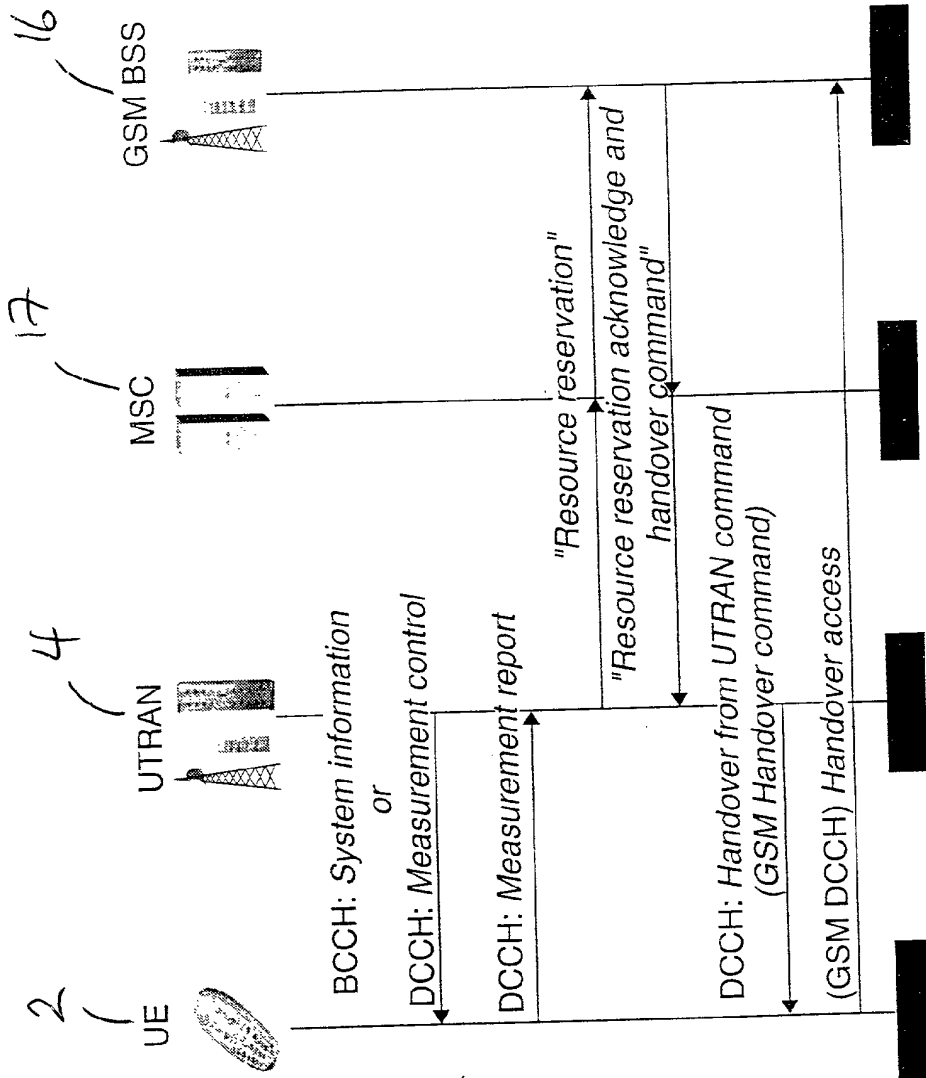 2
UE
4
UTRAN
17
MSC
16
GSM BSS
BCCH: System information
or
DCCH: Measurement control
DCCH: Measurement report
"Resource reservation"
"Resource reservation acknowledge and
handover command"
DCCH: Handover from UTRAN command
(GSM Handover command)
(GSM DCCH) Handover access